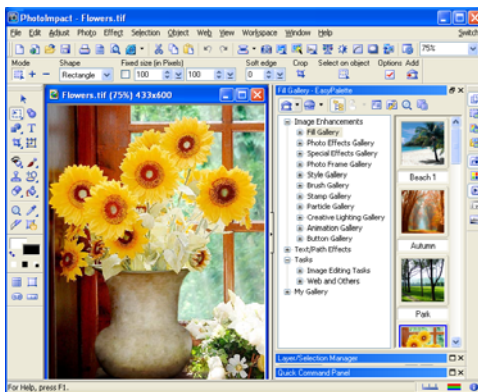 PhotoImpact - Flowers.tif
File Edit Adjust Photo Effect Selection Object Web View Workspace Window Help Switch
75%
Mode Shape Fixed size (in Pixels) Soft edge Crop Select on object Options Add
Rectangle 100 100 0
Flowers.tif (75%) 433x600
Fill Gallery - EasyPalette
Image Enhancements
Fill Gallery
Photo Effects Gallery
Special Effects Gallery
Photo Frame Gallery
Style Gallery
Brush Gallery
Stamp Gallery
Particle Gallery
Creative Lighting Gallery
Animation Gallery
Button Gallery
Text/Path Effects
Tasks
Image Editing Tasks
Web and Others
My Gallery
Beach 1
Autumn
Park
Layer/Selection Manager
Quick Command Panel
For Help, press F1.